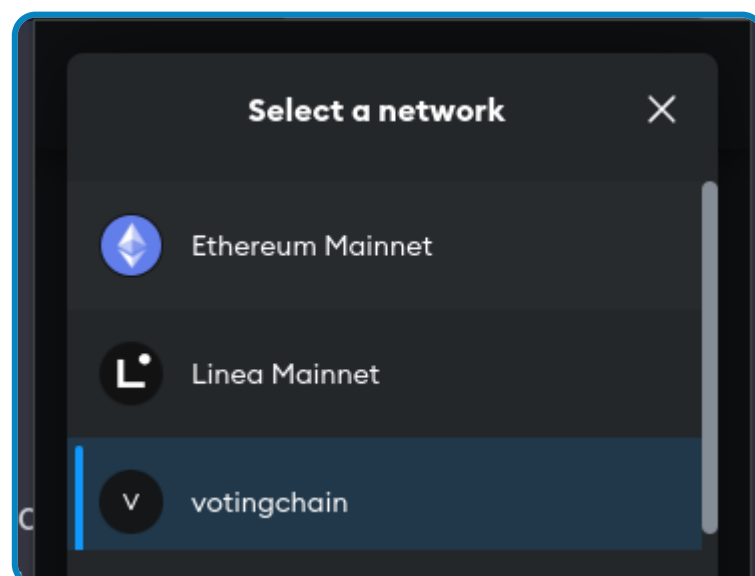 Select a network
Ethereum Mainnet
Linea Mainnet
V
votingchain